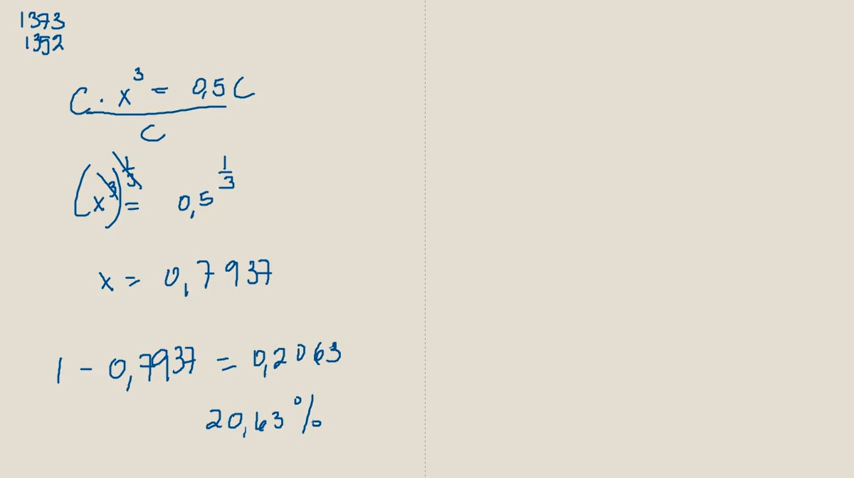 1373
1392
C · x³ = 0,5C
C
(x³)^(1/3) = 0,5^(1/3)
x = 0,7937
1 - 0,7937 = 0,2063
20,63%